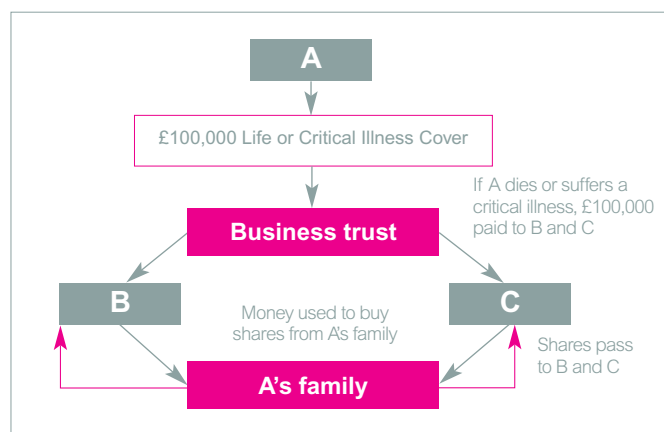 A
£100,000 Life or Critical Illness Cover
If A dies or suffers a
critical illness, £100,000
paid to B and C
Business trust
B
C
Money used to buy
shares from A's family
Shares pass
to B and C
A's family